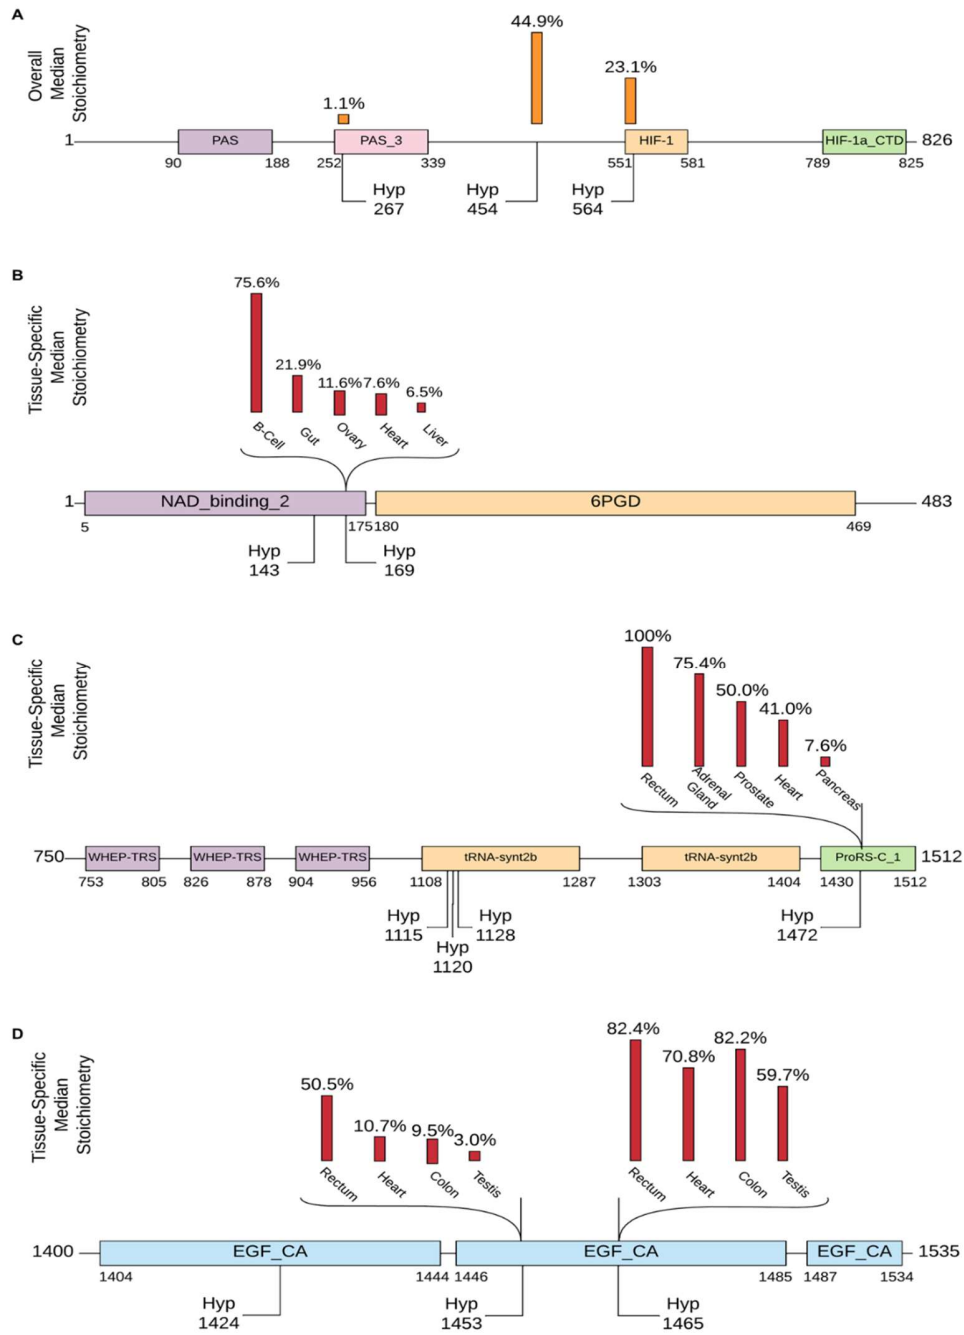 A
Overall
Median
Stoichiometry
44.9%
23.1%
1.1%
1 PAS PAS_3 HIF-1 HIF-1a_CTD 826
90 188 252 339 551 581 789 825
Hyp Hyp Hyp
267 454 564
B
Tissue-Specific
Median
Stoichiometry
75.6%
21.9%
11.6% 7.6% 6.5%
B-Cell Gut Ovary Heart Liver
1 NAD_binding_2 6PGD 483
5 175 180 469
Hyp Hyp
143 169
C
Tissue-Specific
Median
Stoichiometry
100%
75.4%
50.0%
41.0%
7.6%
Rectum Adrenal Gland Prostate Heart Pancreas
750 WHEP-TRS WHEP-TRS WHEP-TRS tRNA-synt2b tRNA-synt2b ProRS-C_1 1512
753 805 826 878 904 956 1108 1287 1303 1404 1430 1512
Hyp Hyp Hyp
1115 1128 1472
Hyp
1120
D
Tissue-Specific
Median
Stoichiometry
82.4% 70.8% 82.2% 59.7%
50.5% 10.7% 9.5% 3.0%
Rectum Heart Colon Testis Rectum Heart Colon Testis
1400 EGF_CA EGF_CA EGF_CA 1535
1404 1444 1446 1485 1487 1534
Hyp Hyp Hyp
1424 1453 1465